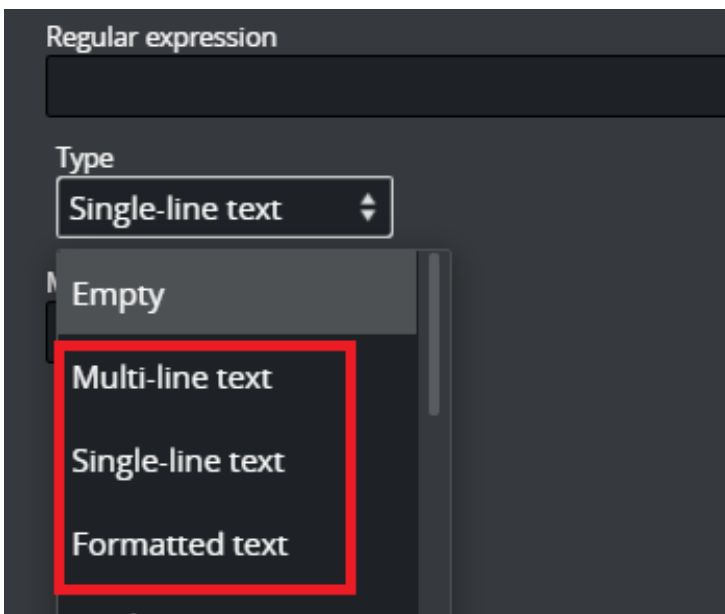 Regular expression
Type
Single-line text
Empty
Multi-line text
Single-line text
Formatted text